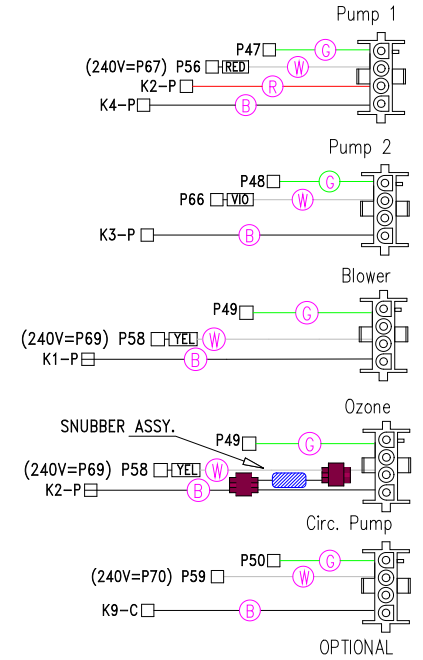 Pump 1
P47 G
(240V=P67) P56 RED W
K2-P R
K4-P B
Pump 2
P48 G
P66 VIO W
K3-P B
Blower
P49 G
(240V=P69) P58 YEL W
K1-P B
Ozone
SNUBBER ASSY.
P49 G
(240V=P69) P58 YEL W
K2-P B
Circ. Pump
P50 G
(240V=P70) P59 W
K9-C B
OPTIONAL